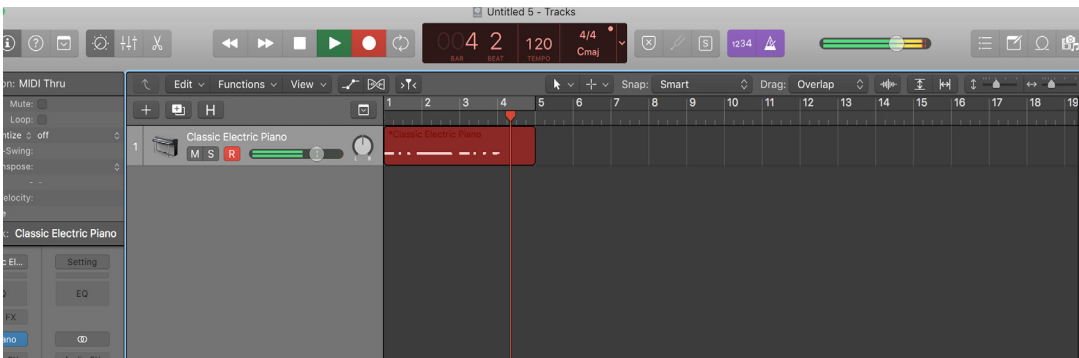 Untitled 5 - Tracks
004 2 120 4/4 Cmaj
BAR BEAT TEMPO
S 1234
on: MIDI Thru
Edit Functions View Snap: Smart Drag: Overlap
Mute:
Loop:
ntize off
-Swing:
nspose:
elocity:
H
1 2 3 4 5 6 7 8 9 10 11 12 13 14 15 16 17 18 19
1 Classic Electric Piano
M S R
*Classic Electric Piano
k: Classic Electric Piano
c El... Setting
EQ
FX
ano